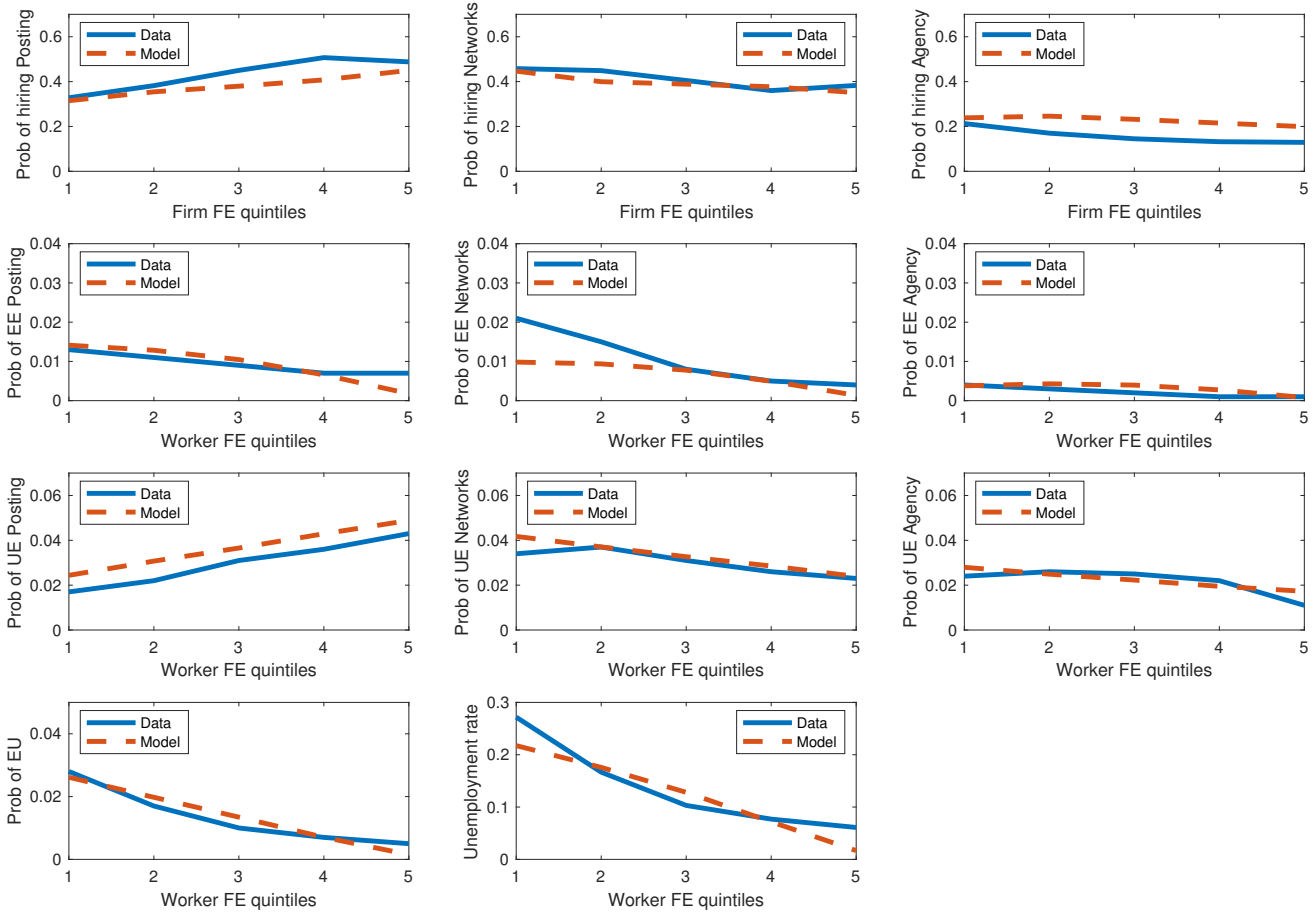 Prob of hiring Posting
0.6
0.4
0.2
0
Data
Model
1 2 3 4 5
Firm FE quintiles
Prob of hiring Networks
0.6
0.4
0.2
0
Data
Model
1 2 3 4 5
Firm FE quintiles
Prob of hiring Agency
0.6
0.4
0.2
0
Data
Model
1 2 3 4 5
Firm FE quintiles
Prob of EE Posting
0.04
0.03
0.02
0.01
0
Data
Model
1 2 3 4 5
Worker FE quintiles
Prob of EE Networks
0.04
0.03
0.02
0.01
0
Data
Model
1 2 3 4 5
Worker FE quintiles
Prob of EE Agency
0.04
0.03
0.02
0.01
0
Data
Model
1 2 3 4 5
Worker FE quintiles
Prob of UE Posting
0.06
0.04
0.02
0
Data
Model
1 2 3 4 5
Worker FE quintiles
Prob of UE Networks
0.06
0.04
0.02
0
Data
Model
1 2 3 4 5
Worker FE quintiles
Prob of UE Agency
0.06
0.04
0.02
0
Data
Model
1 2 3 4 5
Worker FE quintiles
Prob of EU
0.04
0.02
0
Data
Model
1 2 3 4 5
Worker FE quintiles
Unemployment rate
0.3
0.2
0.1
0
Data
Model
1 2 3 4 5
Worker FE quintiles